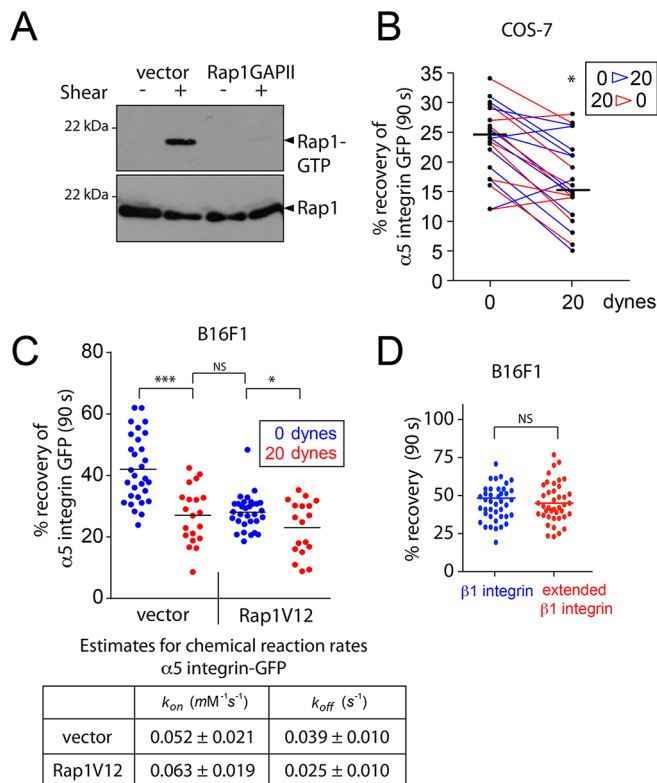 A
vector Rap1GAPII
Shear - + - +
22 kDa
Rap1-
GTP
22 kDa
Rap1
B
COS-7
0 ▷ 20
20 ▷ 0
*
% recovery of
α5 integrin GFP (90 s)
35
30
25
20
15
10
5
0
0 20 dynes
C
B16F1
*** NS *
0 dynes
20 dynes
% recovery of
α5 integrin GFP (90 s)
80
60
40
20
0
vector Rap1V12
D
B16F1
NS
% recovery (90 s)
100
75
50
25
0
β1 integrin extended
β1 integrin
Estimates for chemical reaction rates
α5 integrin-GFP
kon (mM⁻¹s⁻¹) koff (s⁻¹)
vector 0.052 ± 0.021 0.039 ± 0.010
Rap1V12 0.063 ± 0.019 0.025 ± 0.010